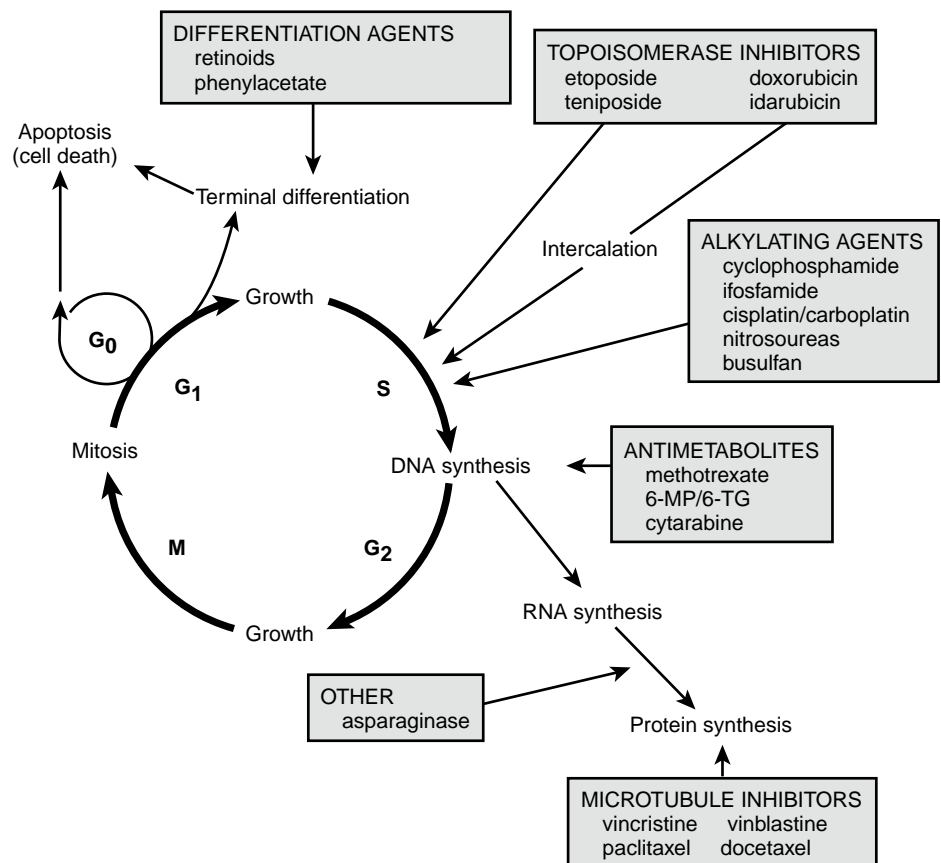 DIFFERENTIATION AGENTS
retinoids
phenylacetate
TOPOISOMERASE INHIBITORS
etoposide doxorubicin
teniposide idarubicin
Apoptosis
(cell death)
Terminal differentiation
Intercalation
ALKYLATING AGENTS
cyclophosphamide
ifosfamide
cisplatin/carboplatin
nitrosoureas
busulfan
Growth
G0
G1
S
Mitosis
DNA synthesis
ANTIMETABOLITES
methotrexate
6-MP/6-TG
cytarabine
M
G2
Growth
RNA synthesis
OTHER
asparaginase
Protein synthesis
MICROTUBULE INHIBITORS
vincristine vinblastine
paclitaxel docetaxel